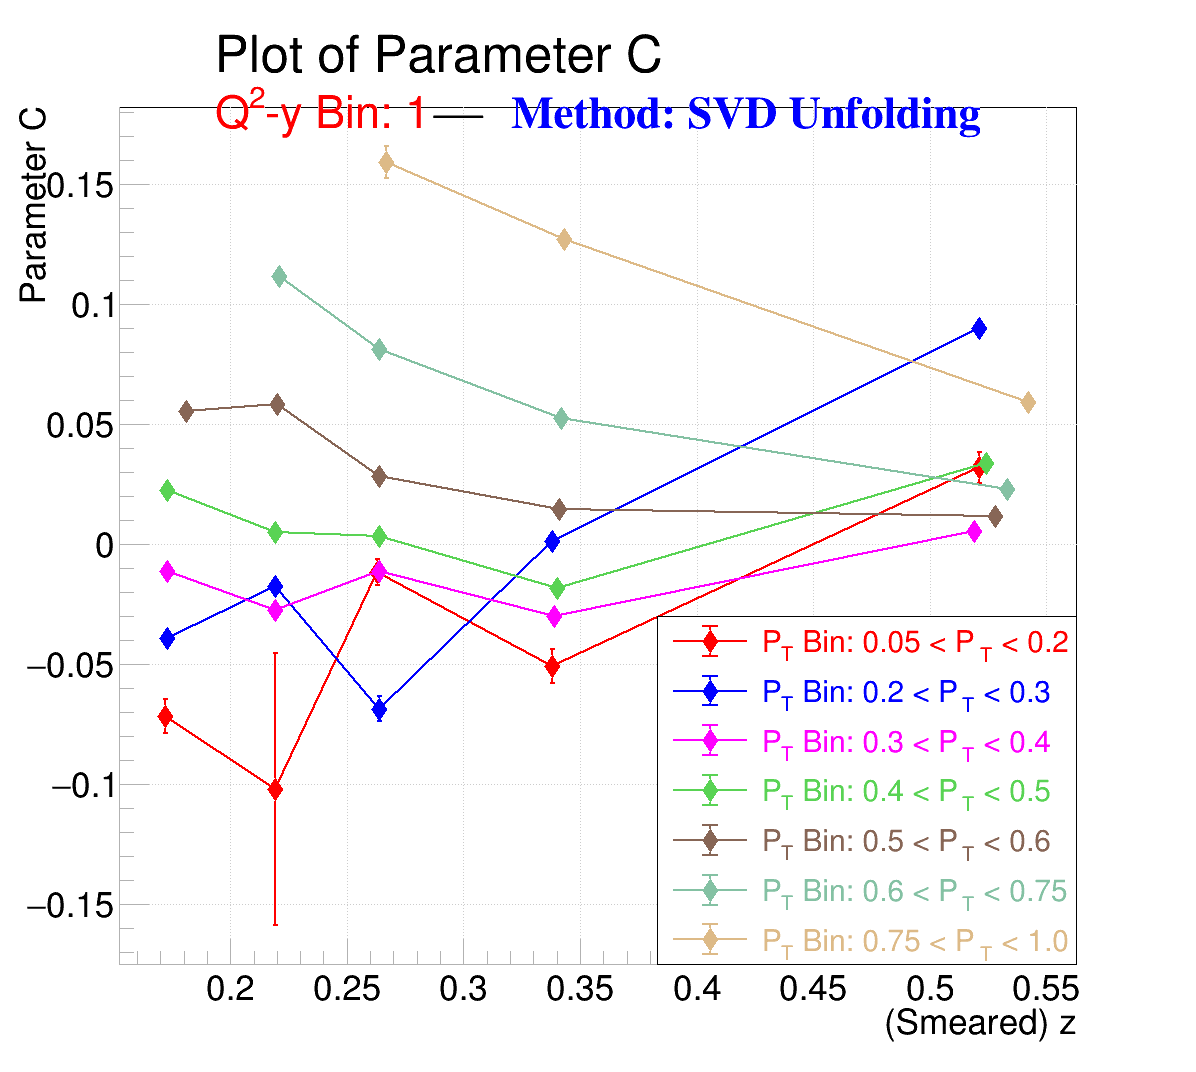 Plot of Parameter C
Q2-y Bin: 1 — Method: SVD Unfolding
Parameter C
0.15
0.1
0.05
0
−0.05
−0.1
−0.15
PT Bin: 0.05 < PT < 0.2
PT Bin: 0.2 < PT < 0.3
PT Bin: 0.3 < PT < 0.4
PT Bin: 0.4 < PT < 0.5
PT Bin: 0.5 < PT < 0.6
PT Bin: 0.6 < PT < 0.75
PT Bin: 0.75 < PT < 1.0
0.2 0.25 0.3 0.35 0.4 0.45 0.5 0.55
(Smeared) z